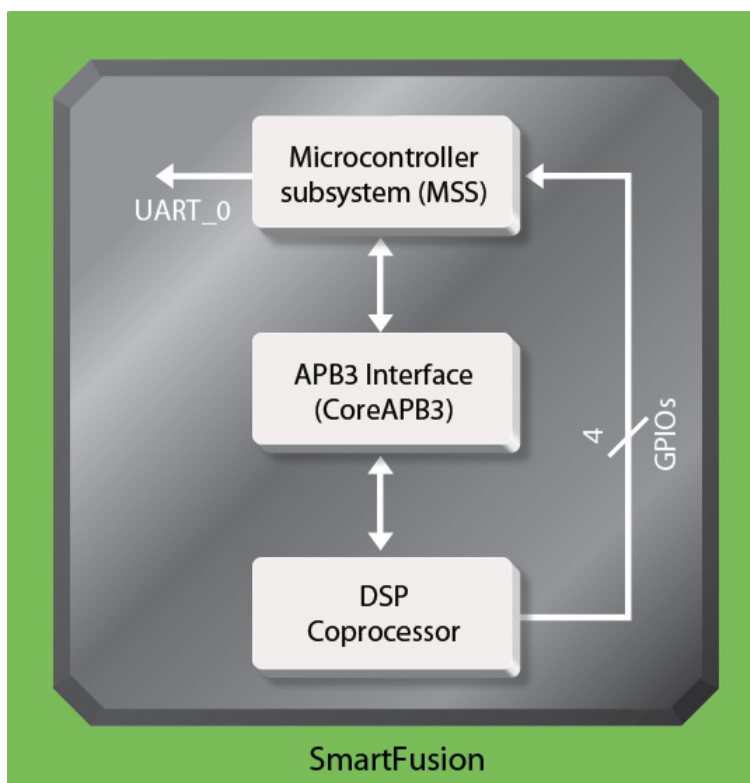 Microcontroller
subsystem (MSS)
UART_0
APB3 Interface
(CoreAPB3)
4
GPIOs
DSP
Coprocessor
SmartFusion